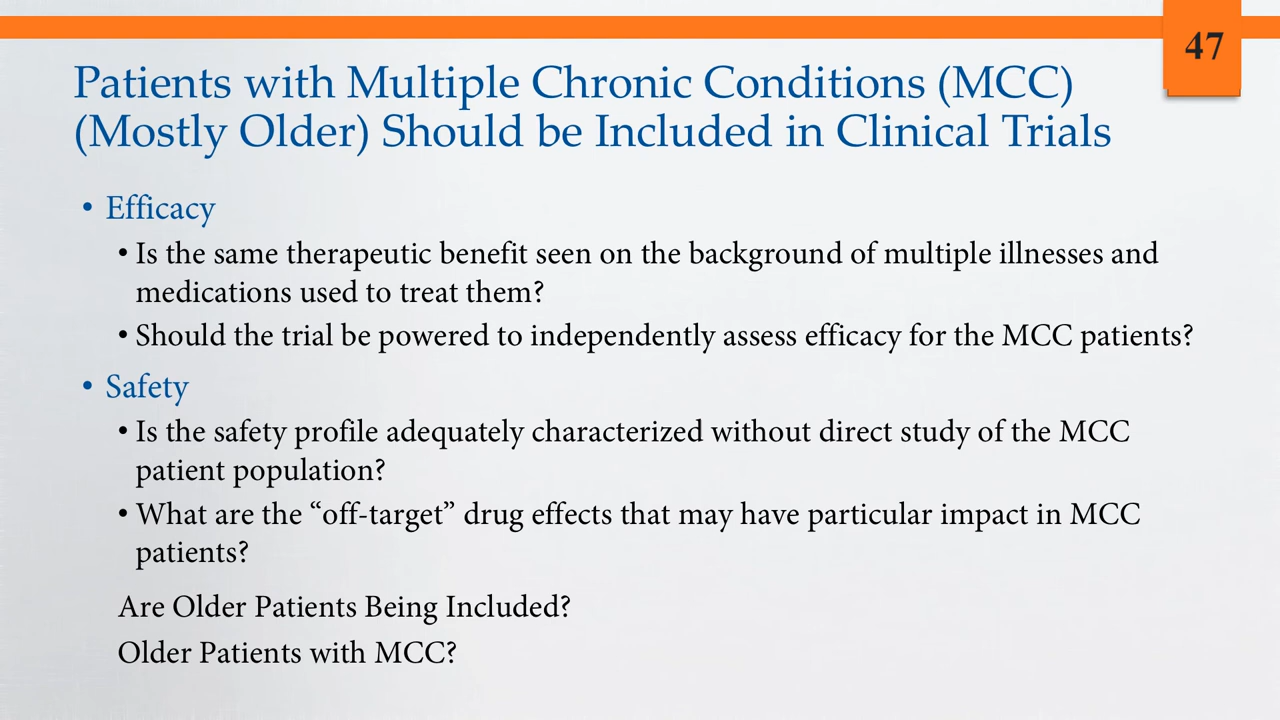 47
Patients with Multiple Chronic Conditions (MCC)
(Mostly Older) Should be Included in Clinical Trials
• Efficacy
• Is the same therapeutic benefit seen on the background of multiple illnesses and
medications used to treat them?
• Should the trial be powered to independently assess efficacy for the MCC patients?
• Safety
• Is the safety profile adequately characterized without direct study of the MCC
patient population?
• What are the “off-target” drug effects that may have particular impact in MCC
patients?
Are Older Patients Being Included?
Older Patients with MCC?